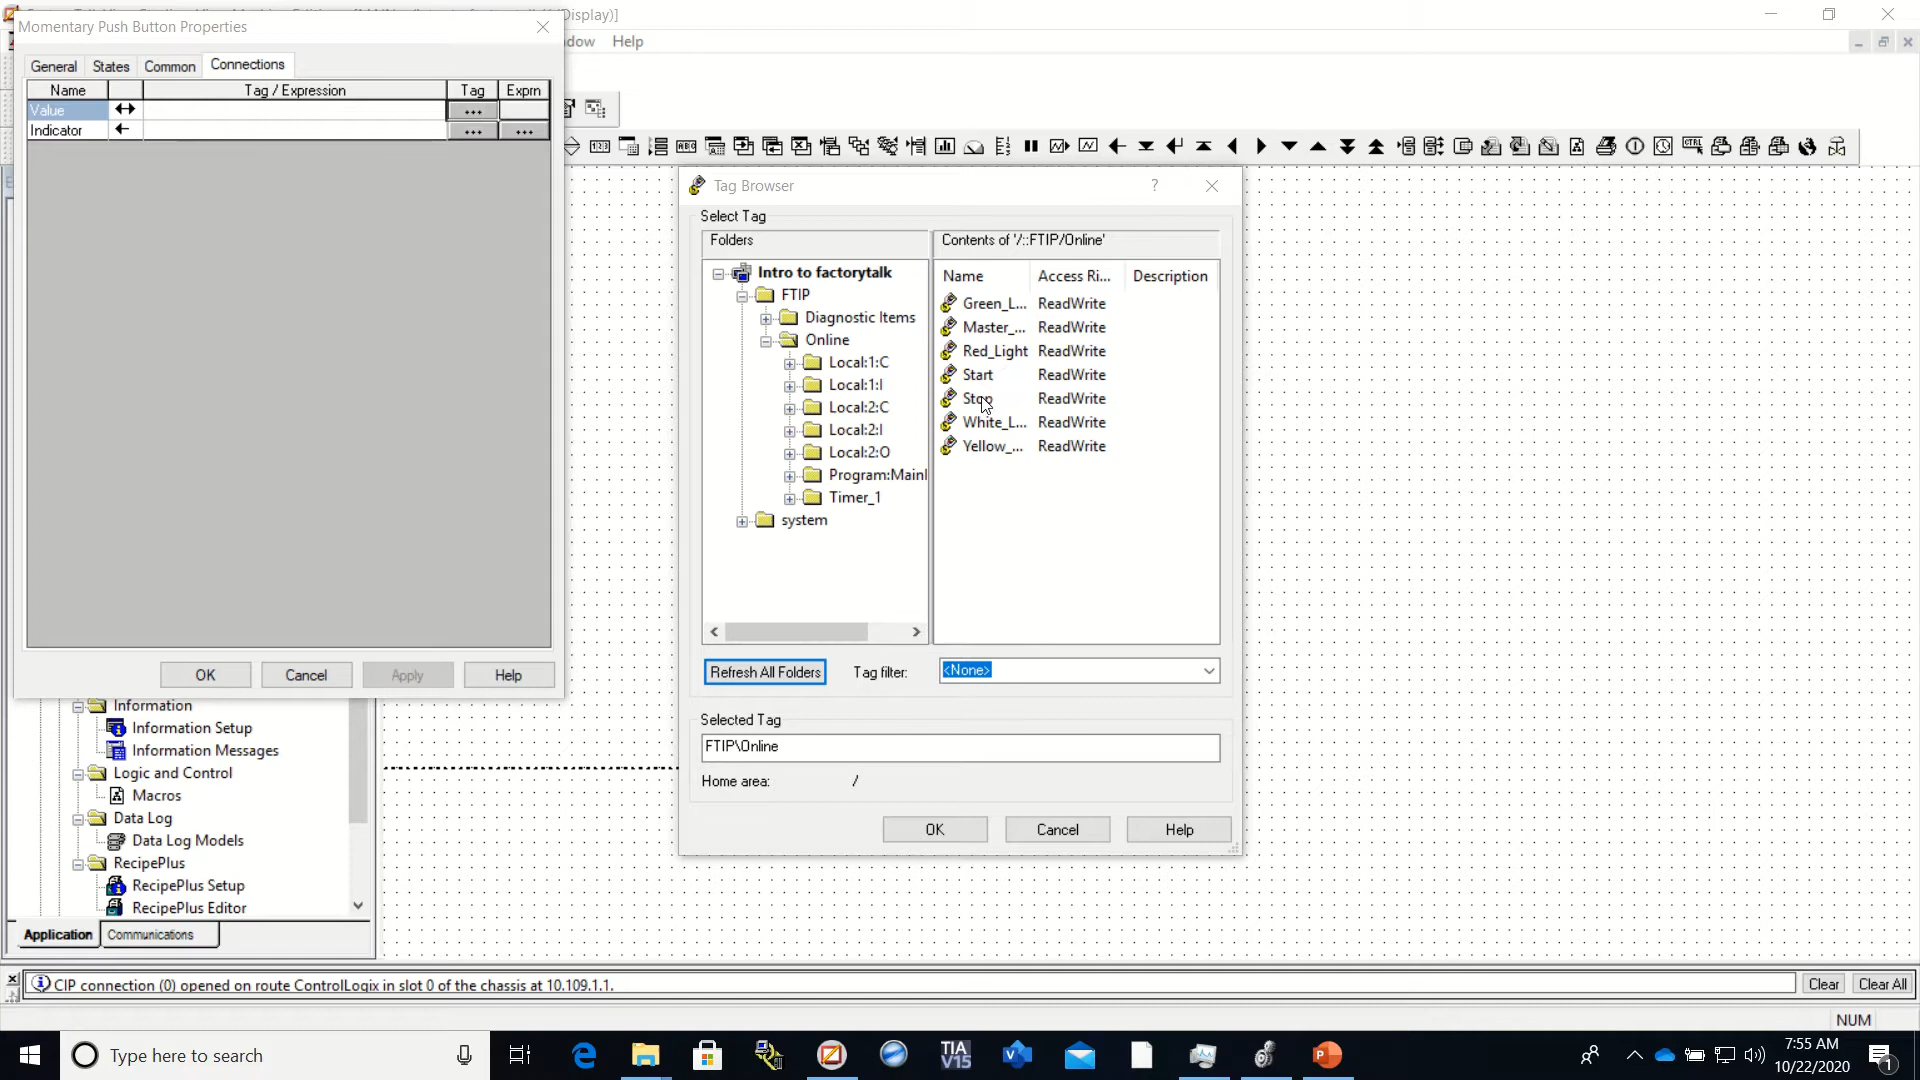 Display)]
Momentary Push Button Properties
Help
General States Common Connections
Name Tag / Expression Tag Exprn
Value
Indicator
OK Cancel Apply Help
Tag Browser
Select Tag
Folders
Intro to factorytalk
FTIP
Diagnostic Items
Online
Local:1:C
Local:1:I
Local:2:C
Local:2:I
Local:2:O
Program:MainI
Timer_1
system
Contents of '/::FTIP/Online'
Name Access Ri... Description
Green_L... ReadWrite
Master_... ReadWrite
Red_Light ReadWrite
Start ReadWrite
Stop ReadWrite
White_L... ReadWrite
Yellow_... ReadWrite
Refresh All Folders Tag filter: <None>
Selected Tag
FTIP\Online
Home area: /
OK Cancel Help
Information
Information Setup
Information Messages
Logic and Control
Macros
Data Log
Data Log Models
RecipePlus
RecipePlus Setup
RecipePlus Editor
Application Communications
CIP connection (0) opened on route ControlLogix in slot 0 of the chassis at 10.109.1.1.
Clear Clear All
NUM
Type here to search
TIA
V15
7:55 AM
10/22/2020
1